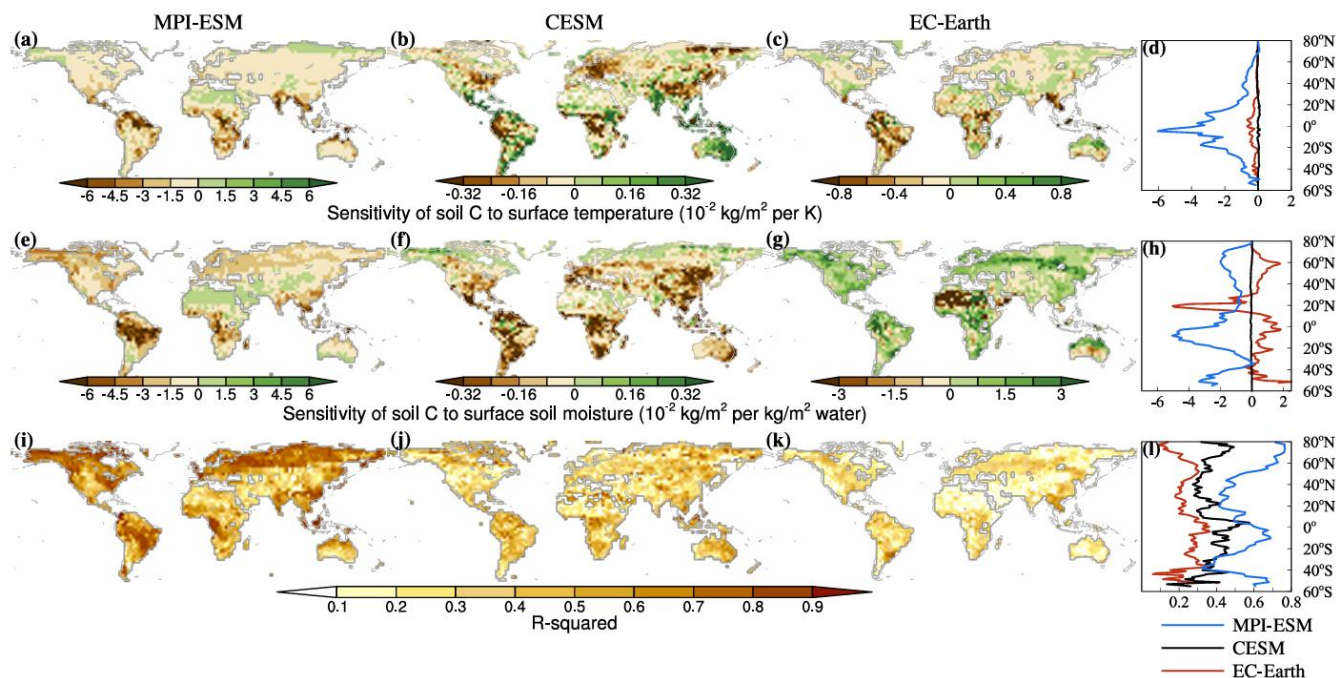 MPI-ESM CESM EC-Earth
(a) (b) (c) (d) 80°N
60°N
40°N
20°N
0°
20°S
40°S
60°S
-6 -4.5 -3 -1.5 1.5 3 4.5 6 -0.32 -0.16 0 0.16 0.32 -0.8 -0.4 0 0.4 0.8 -6 -4 -2 0 2
Sensitivity of soil C to surface temperature (10⁻² kg/m² per K)
(e) (f) (g) (h) 80°N
60°N
40°N
20°N
0°
20°S
40°S
60°S
-6 -4.5 -3 -1.5 1.5 3 4.5 6 -0.32 -0.16 0 0.16 0.32 -3 -1.5 0 1.5 3 -6 -4 -2 0 2
Sensitivity of soil C to surface soil moisture (10⁻² kg/m² per kg/m² water)
(i) (j) (k) (l) 80°N
60°N
40°N
20°N
0°
20°S
40°S
60°S
0.2 0.4 0.6 0.8
0.1 0.2 0.3 0.4 0.5 0.6 0.7 0.8 0.9
R-squared
MPI-ESM
CESM
EC-Earth